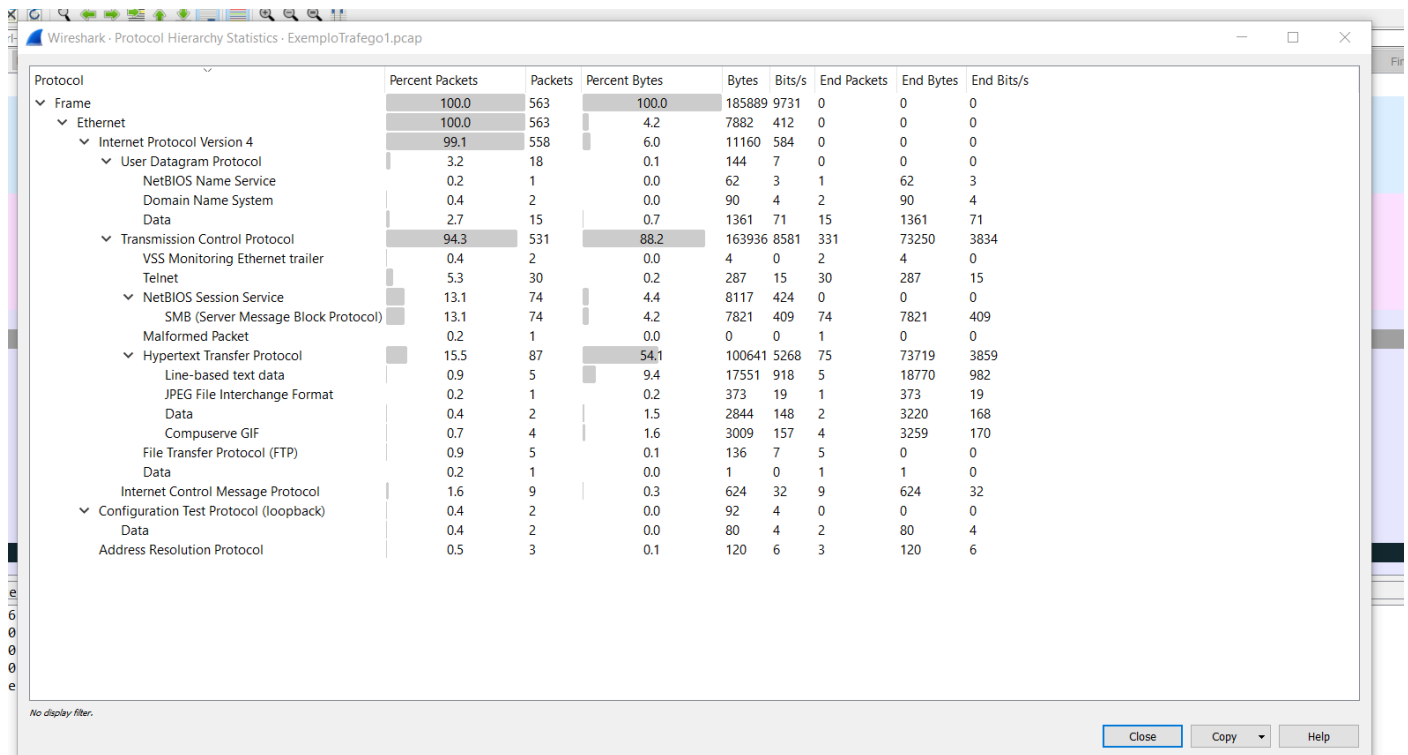 Wireshark · Protocol Hierarchy Statistics · ExemploTrafego1.pcap
Protocol Percent Packets Packets Percent Bytes Bytes Bits/s End Packets End Bytes End Bits/s
Frame 100.0 563 100.0 185889 9731 0 0 0
Ethernet 100.0 563 4.2 7882 412 0 0 0
Internet Protocol Version 4 99.1 558 6.0 11160 584 0 0 0
User Datagram Protocol 3.2 18 0.1 144 7 0 0 0
NetBIOS Name Service 0.2 1 0.0 62 3 1 62 3
Domain Name System 0.4 2 0.0 90 4 2 90 4
Data 2.7 15 0.7 1361 71 15 1361 71
Transmission Control Protocol 94.3 531 88.2 163936 8581 331 73250 3834
VSS Monitoring Ethernet trailer 0.4 2 0.0 4 0 2 4 0
Telnet 5.3 30 0.2 287 15 30 287 15
NetBIOS Session Service 13.1 74 4.4 8117 424 0 0 0
SMB (Server Message Block Protocol) 13.1 74 4.2 7821 409 74 7821 409
Malformed Packet 0.2 1 0.0 0 0 1 0 0
Hypertext Transfer Protocol 15.5 87 54.1 100641 5268 75 73719 3859
Line-based text data 0.9 5 9.4 17551 918 5 18770 982
JPEG File Interchange Format 0.2 1 0.2 373 19 1 373 19
Data 0.4 2 1.5 2844 148 2 3220 168
Compuserve GIF 0.7 4 1.6 3009 157 4 3259 170
File Transfer Protocol (FTP) 0.9 5 0.1 136 7 5 0 0
Data 0.2 1 0.0 1 0 1 1 0
Internet Control Message Protocol 1.6 9 0.3 624 32 9 624 32
Configuration Test Protocol (loopback) 0.4 2 0.0 92 4 0 0 0
Data 0.4 2 0.0 80 4 2 80 4
Address Resolution Protocol 0.5 3 0.1 120 6 3 120 6
6
0
0
0
e
No display filter.
Close Copy Help